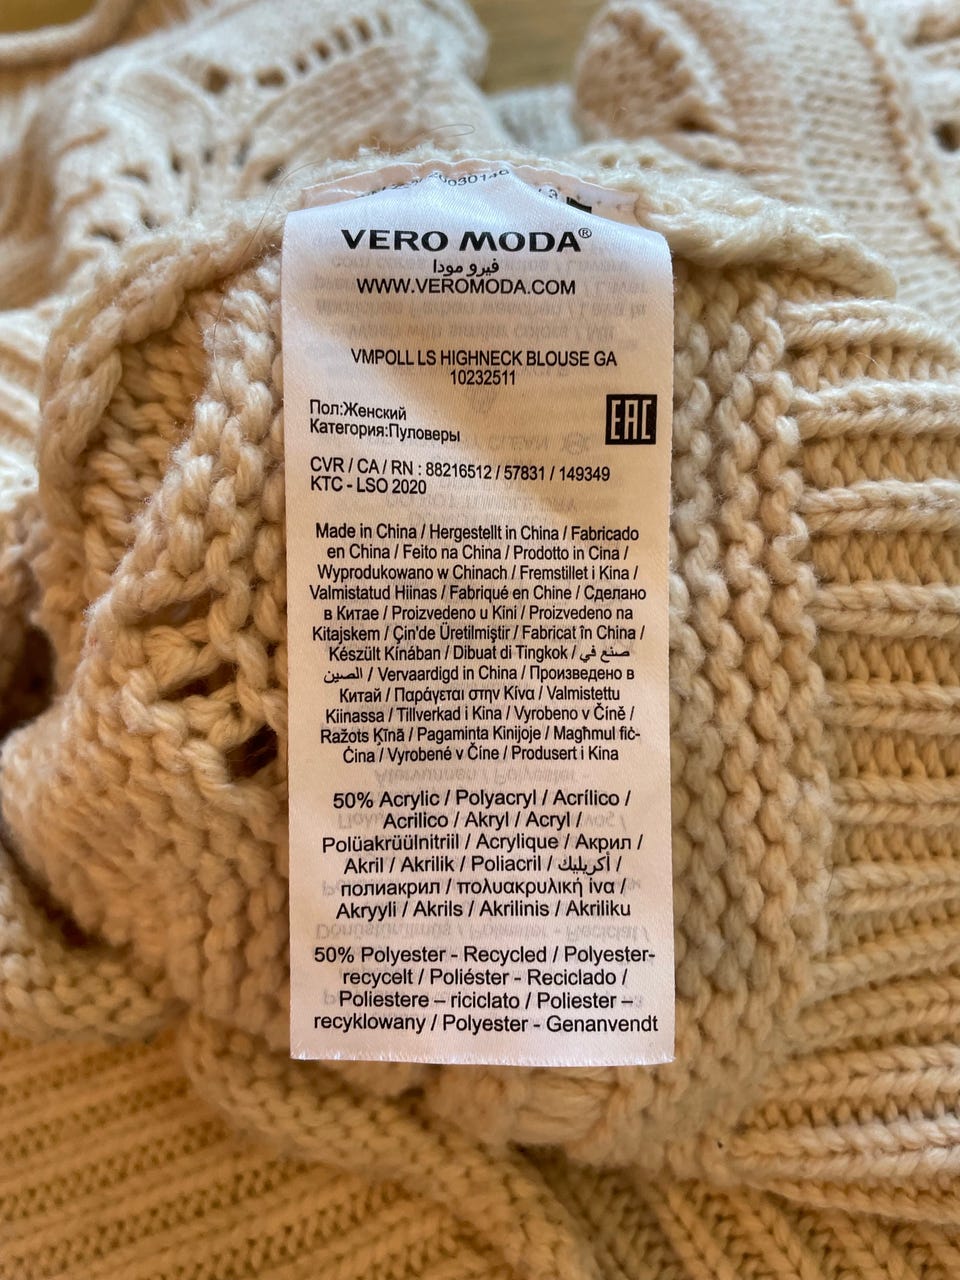 VERO MODA®
فيرو مودا
WWW.VEROMODA.COM
VMPOLL LS HIGHNECK BLOUSE GA
10232511
Пол:Женский
Категория:Пуловеры
EAC
CVR / CA / RN : 88216512 / 57831 / 149349
KTC - LSO 2020
Made in China / Hergestellt in China / Fabricado
en China / Feito na China / Prodotto in Cina /
Wyprodukowano w Chinach / Fremstillet i Kina /
Valmistatud Hiinas / Fabriqué en Chine / Сделано
в Китае / Proizvedeno u Kini / Proizvedeno na
Kitajskem / Çin'de Üretilmiştir / Fabricat în China /
Készült Kínában / Dibuat di Tingkok / صنع في
الصين / Vervaardigd in China / Произведено в
Китай / Παράγεται στην Κίνα / Valmistettu
Kiinassa / Tillverkad i Kina / Vyrobeno v Číně /
Ražots Ķīnā / Pagaminta Kinijoje / Magħmul fiċ-
Ċina / Vyrobené v Číne / Produsert i Kina
50% Acrylic / Polyacryl / Acrílico /
Acrilico / Akryl / Acryl /
Polüakrüülnitriil / Acrylique / Акрил /
Akril / Akrilik / Poliacril / أكريليك /
полиакрил / πολυακρυλική ίνα /
Akryyli / Akrils / Akrilinis / Akriliku
50% Polyester - Recycled / Polyester-
recycelt / Poliéster - Reciclado /
Poliestere – riciclato / Poliester –
recyklowany / Polyester - Genanvendt